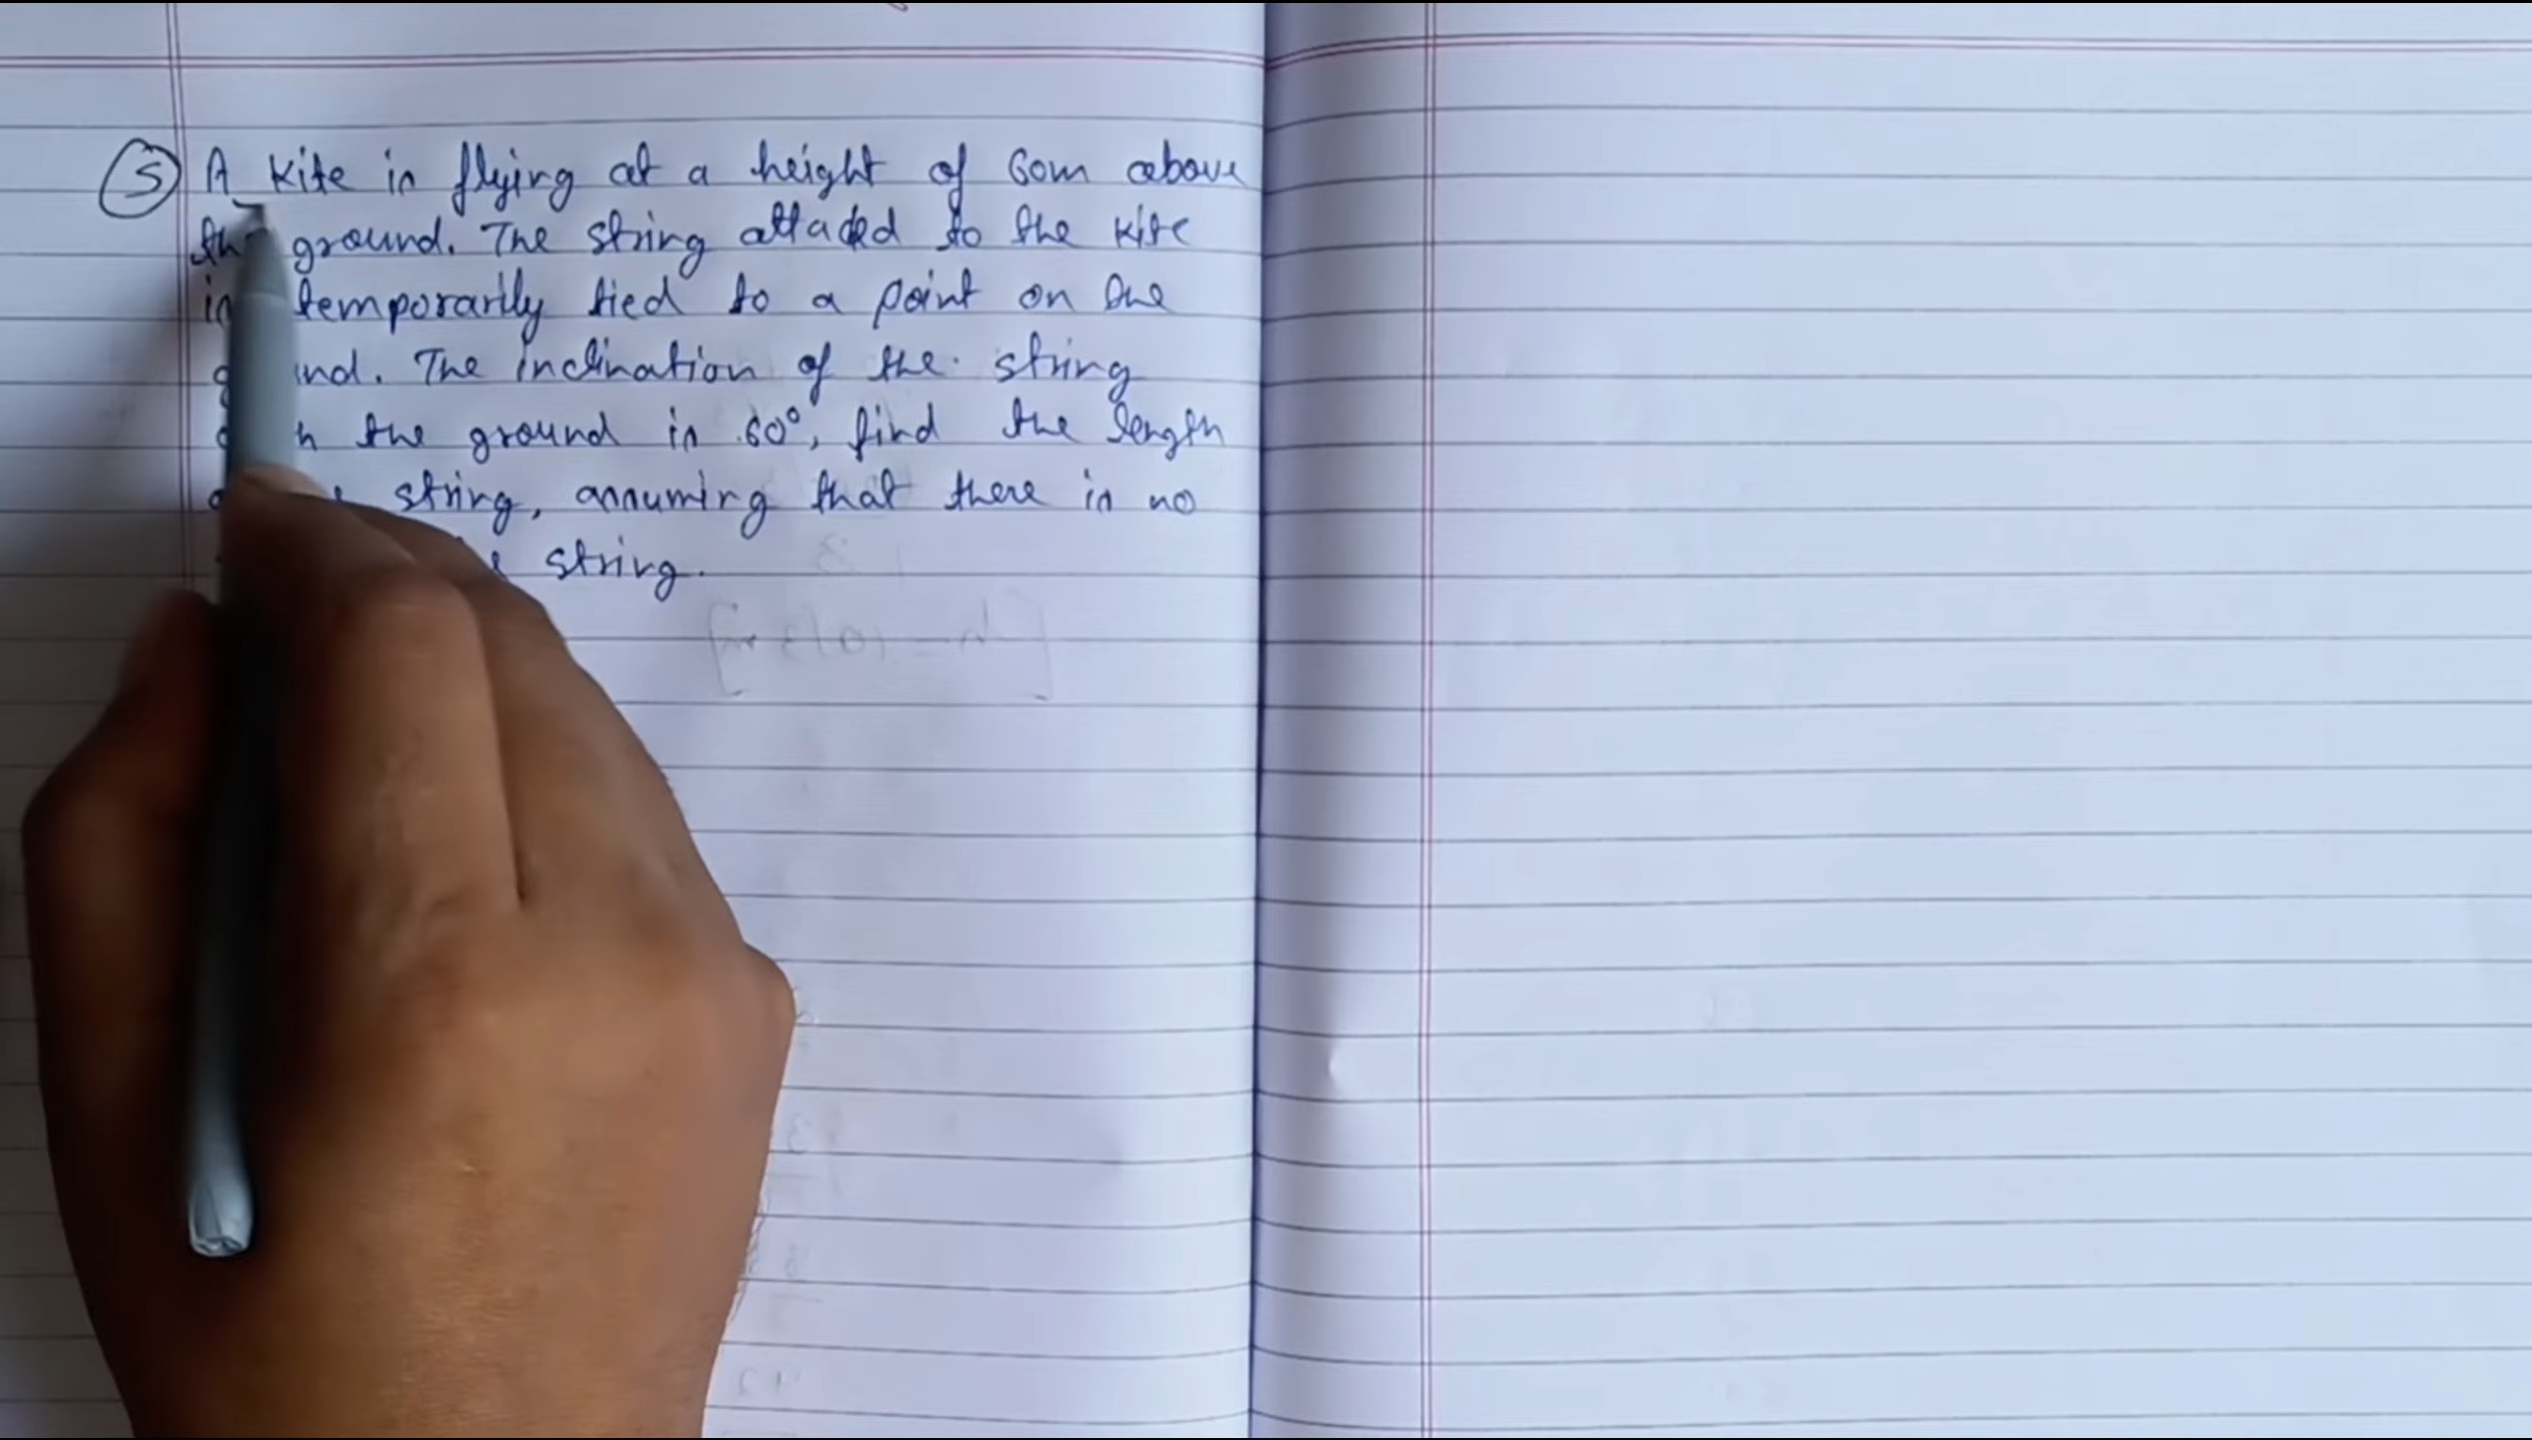 5 A kite is flying at a height of 60m above
ground. The string attached to the kite
temporarily tied to a point on the
The inclination of the string
the ground is 60°, find the length
string, assuming that there is no
string.